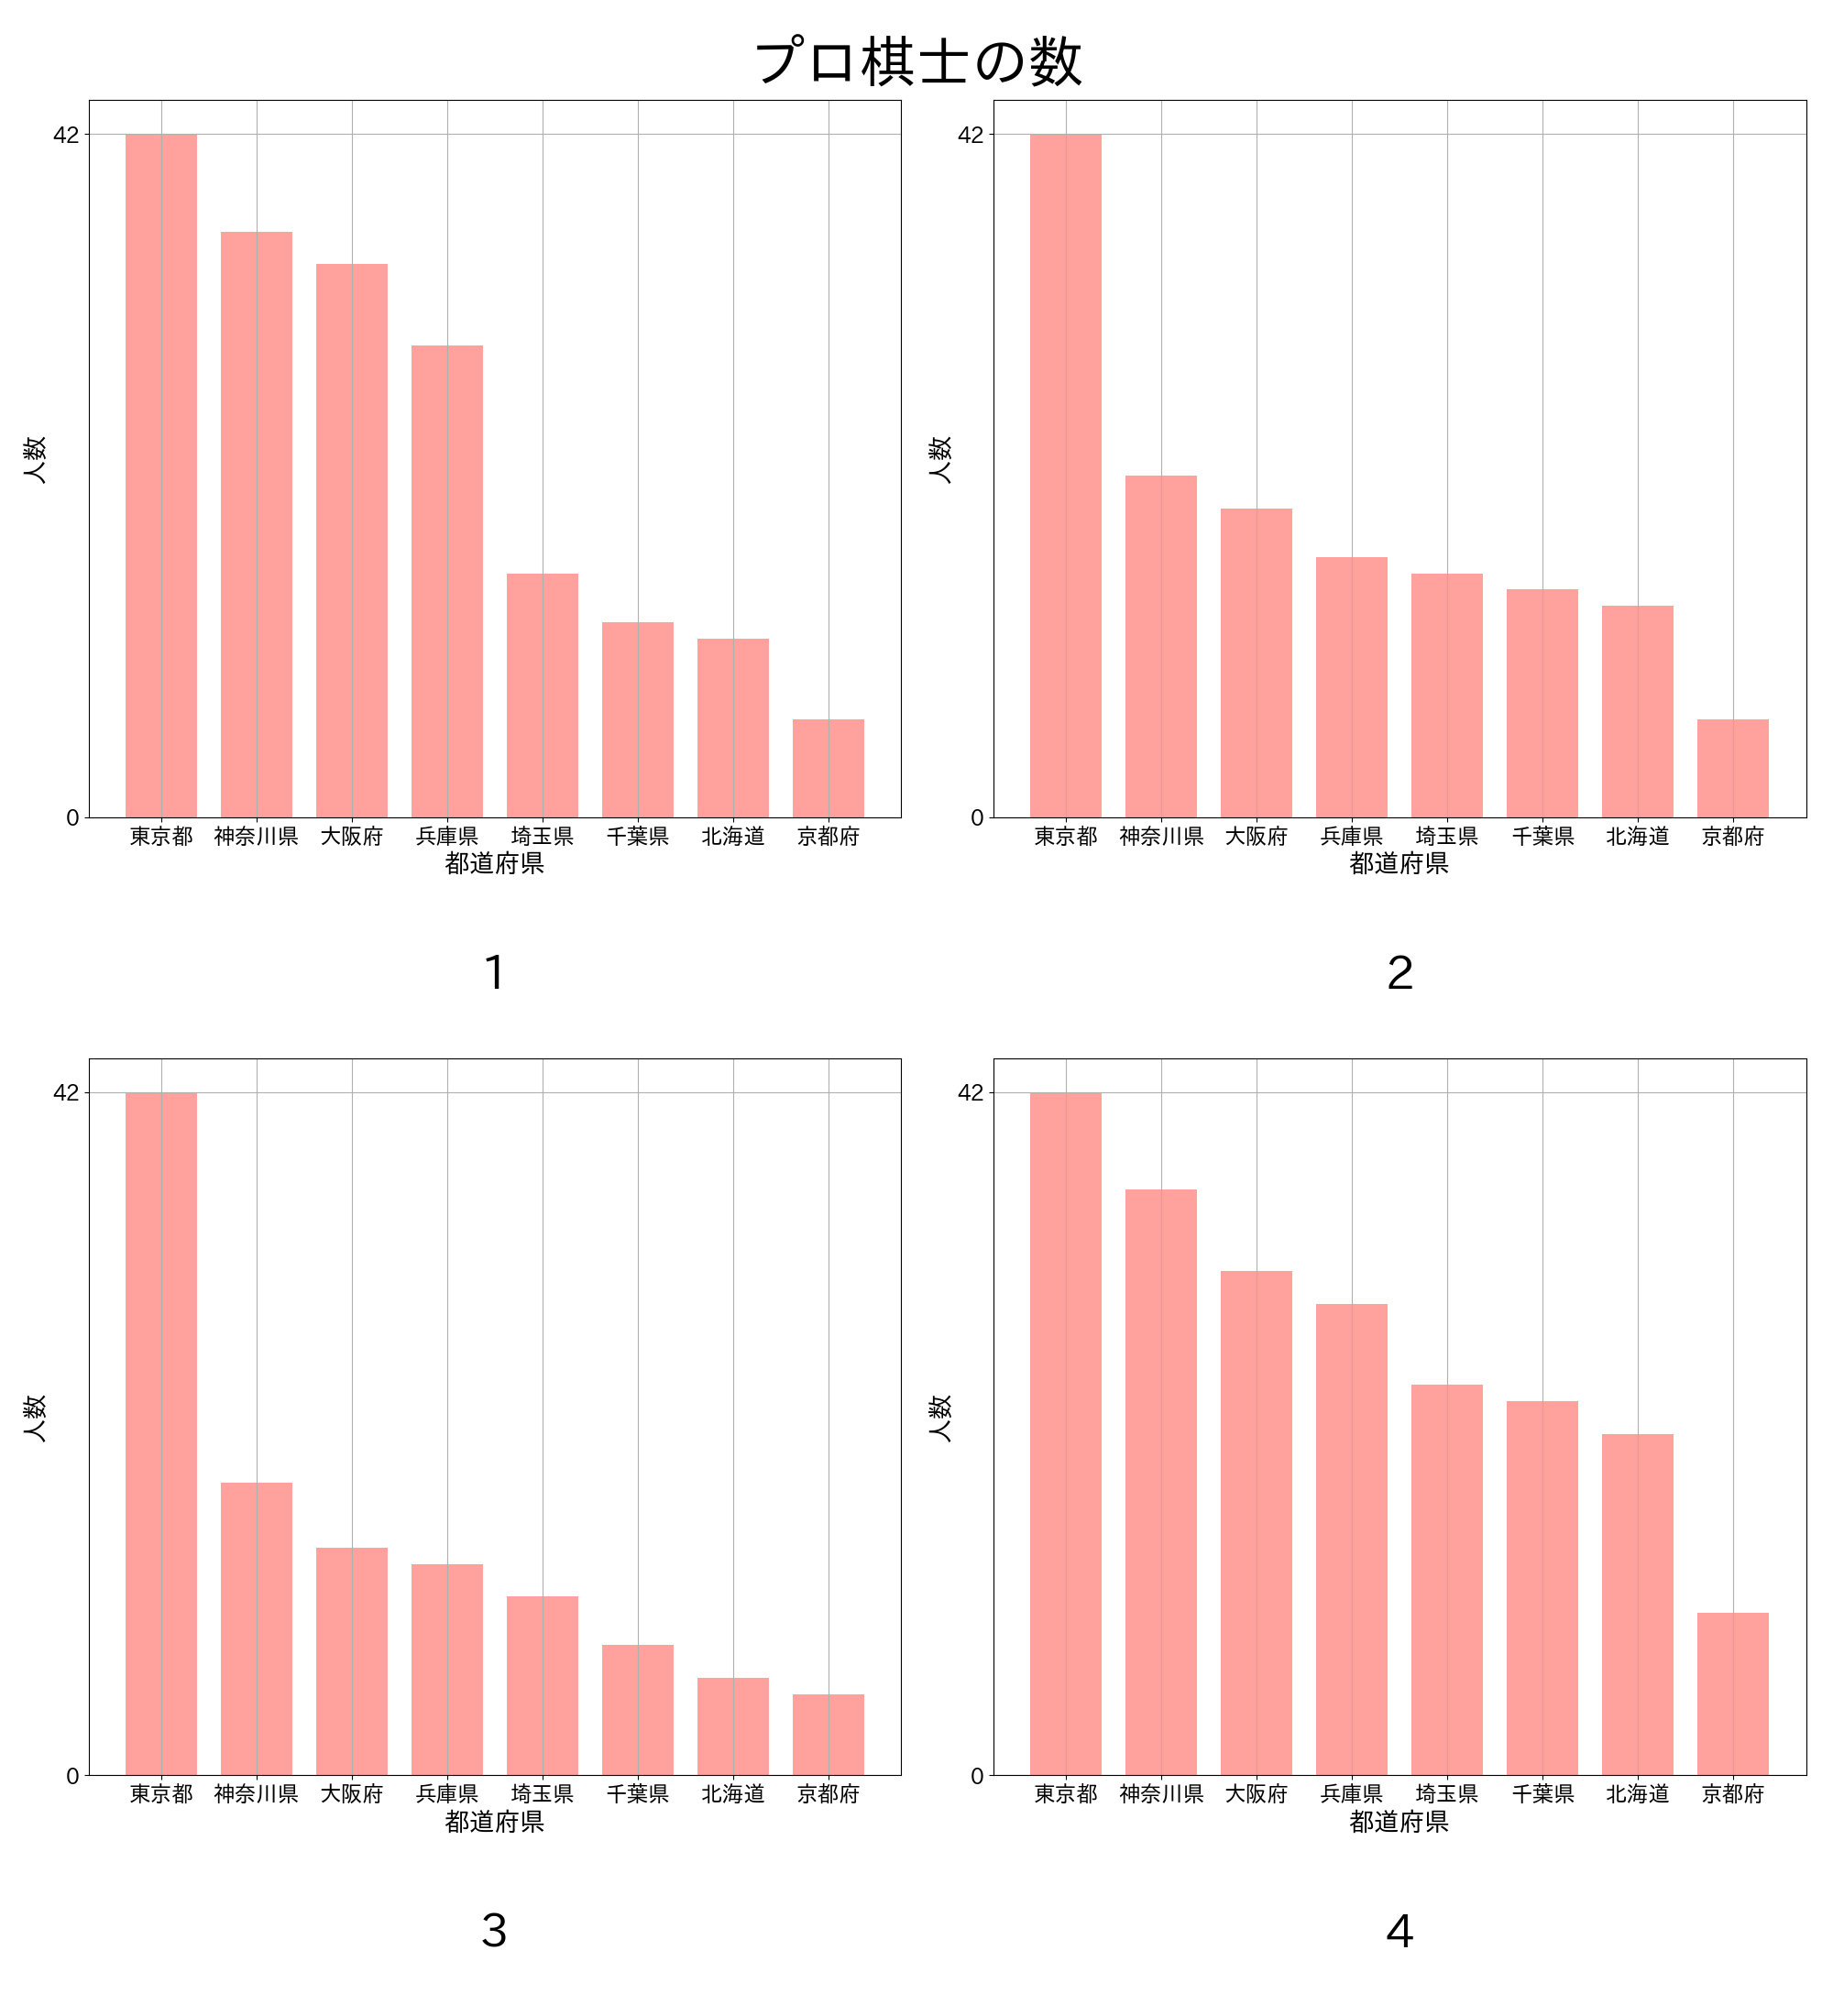 プロ棋士の数
42
人数
0
東京都 神奈川県 大阪府 兵庫県 埼玉県 千葉県 北海道 京都府
都道府県
1
42
人数
0
東京都 神奈川県 大阪府 兵庫県 埼玉県 千葉県 北海道 京都府
都道府県
2
42
人数
0
東京都 神奈川県 大阪府 兵庫県 埼玉県 千葉県 北海道 京都府
都道府県
3
42
人数
0
東京都 神奈川県 大阪府 兵庫県 埼玉県 千葉県 北海道 京都府
都道府県
4